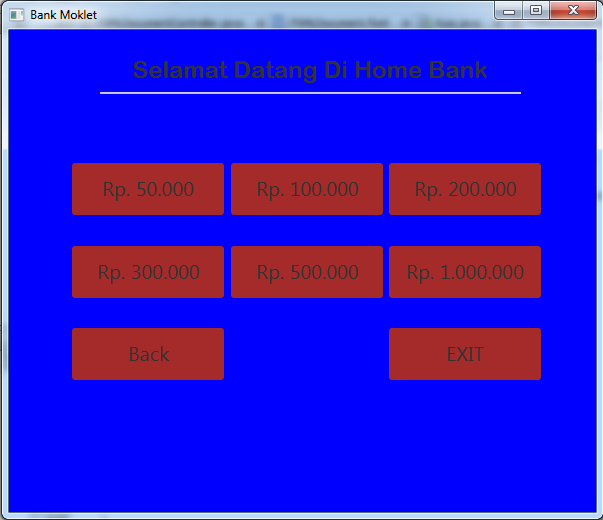 Bank Moklet
Selamat Datang Di Home Bank
Rp. 50.000 Rp. 100.000 Rp. 200.000
Rp. 300.000 Rp. 500.000 Rp. 1.000.000
Back EXIT